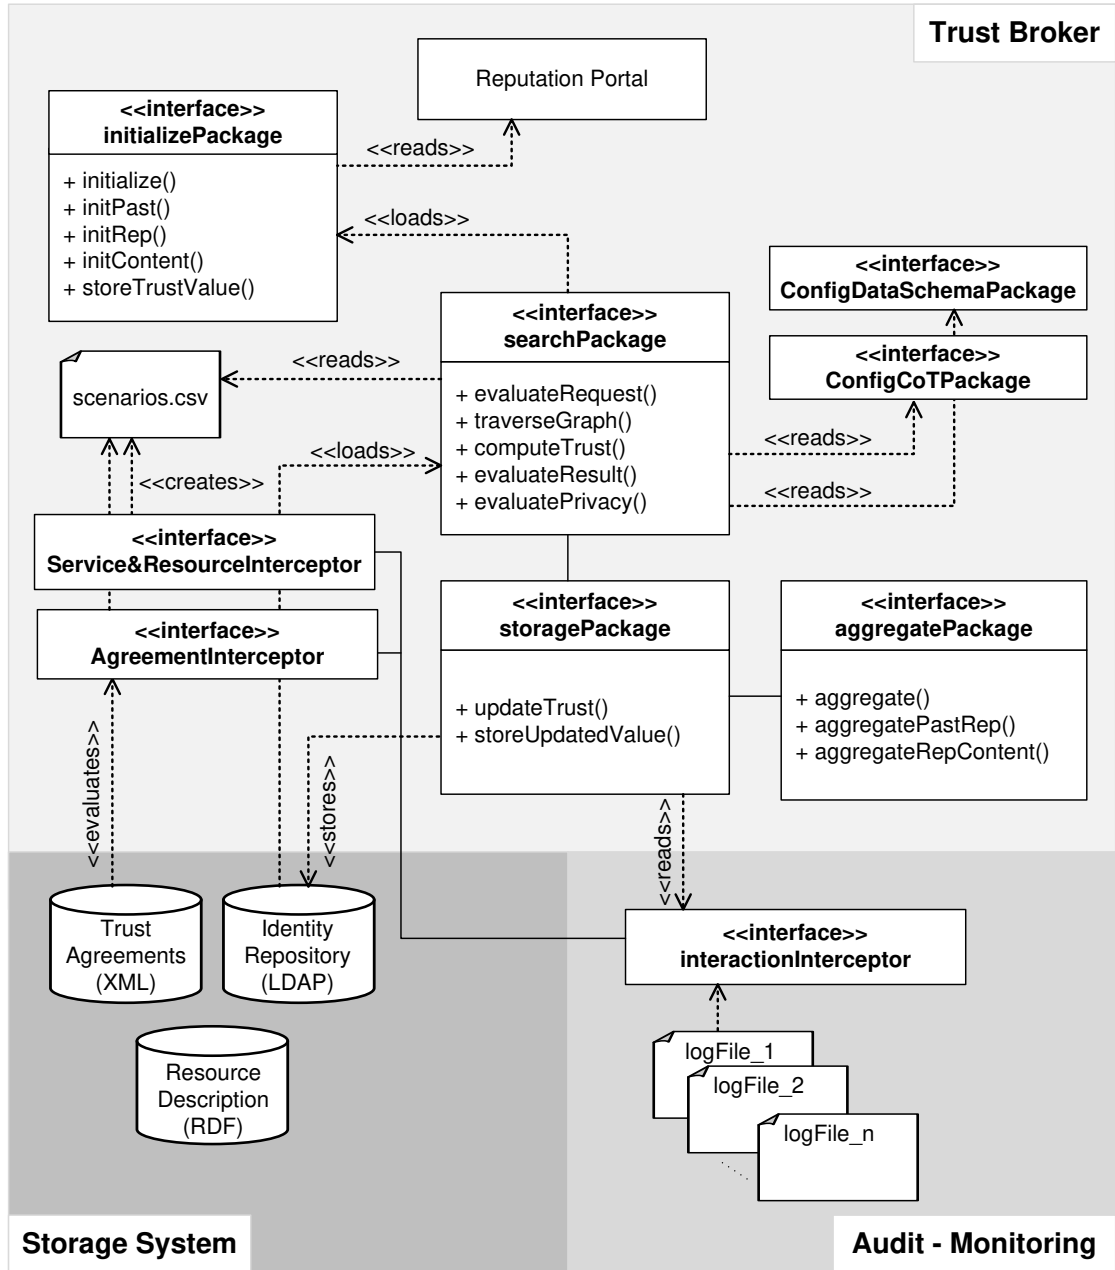 Trust Broker
Reputation Portal
<<interface>>
initializePackage
+ initialize()
+ initPast()
+ initRep()
+ initContent()
+ storeTrustValue()
<<reads>>
<<loads>>
<<interface>>
ConfigDataSchemaPackage
<<interface>>
ConfigCoTPackage
<<interface>>
searchPackage
+ evaluateRequest()
+ traverseGraph()
+ computeTrust()
+ evaluateResult()
+ evaluatePrivacy()
<<reads>>
scenarios.csv
<<loads>>
<<reads>>
<<reads>>
<<creates>>
<<interface>>
Service&ResourceInterceptor
<<interface>>
AgreementInterceptor
<<interface>>
storagePackage
+ updateTrust()
+ storeUpdatedValue()
<<interface>>
aggregatePackage
+ aggregate()
+ aggregatePastRep()
+ aggregateRepContent()
<<evaluates>>
<<stores>>
<<reads>>
Trust
Agreements
(XML)
Identity
Repository
(LDAP)
Resource
Description
(RDF)
<<interface>>
interactionInterceptor
logFile_1
logFile_2
logFile_n
Storage System
Audit - Monitoring